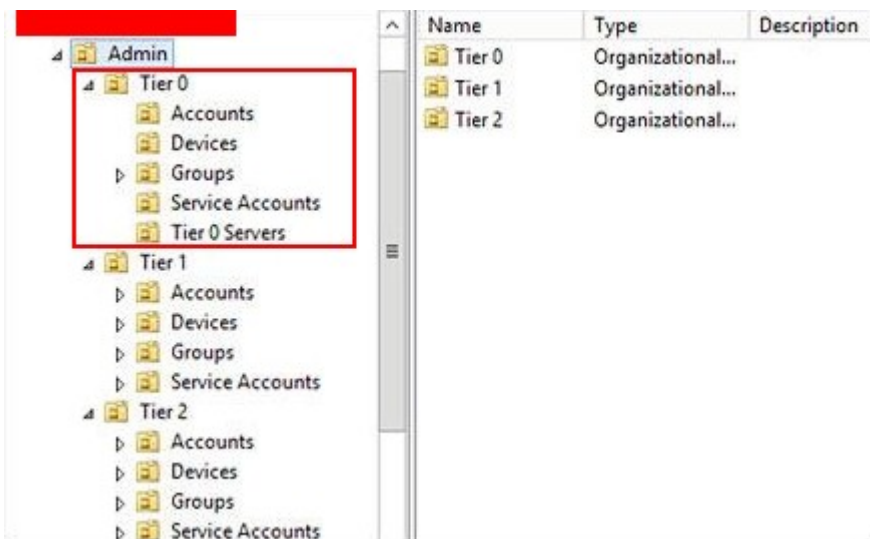 Admin
Tier 0
Accounts
Devices
Groups
Service Accounts
Tier 0 Servers
Tier 1
Accounts
Devices
Groups
Service Accounts
Tier 2
Accounts
Devices
Groups
Service Accounts
Name Type Description
Tier 0 Organizational...
Tier 1 Organizational...
Tier 2 Organizational...